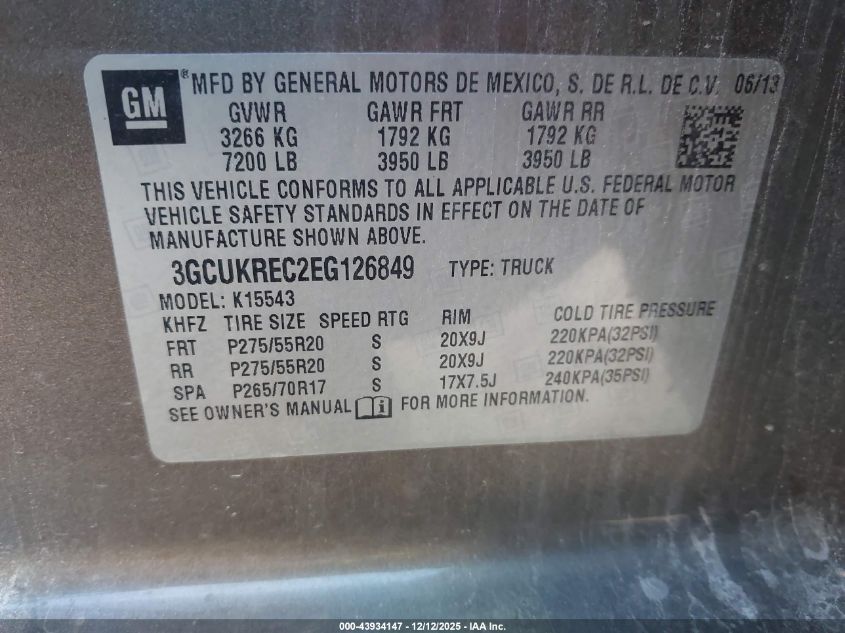 GM ® MFD BY GENERAL MOTORS DE MEXICO, S. DE R.L. DE C.V. 06/13
GVWR GAWR FRT GAWR RR
3266 KG 1792 KG 1792 KG
7200 LB 3950 LB 3950 LB
THIS VEHICLE CONFORMS TO ALL APPLICABLE U.S. FEDERAL MOTOR
VEHICLE SAFETY STANDARDS IN EFFECT ON THE DATE OF
MANUFACTURE SHOWN ABOVE.
3GCUKREC2EG126849 TYPE: TRUCK
MODEL: K15543
KHFZ TIRE SIZE SPEED RTG RIM COLD TIRE PRESSURE
FRT P275/55R20 S 20X9J 220KPA(32PSI)
RR P275/55R20 S 20X9J 220KPA(32PSI)
SPA P265/70R17 S 17X7.5J 240KPA(35PSI)
SEE OWNER'S MANUAL FOR MORE INFORMATION.
000-43934147 - 12/12/2025 - IAA Inc.